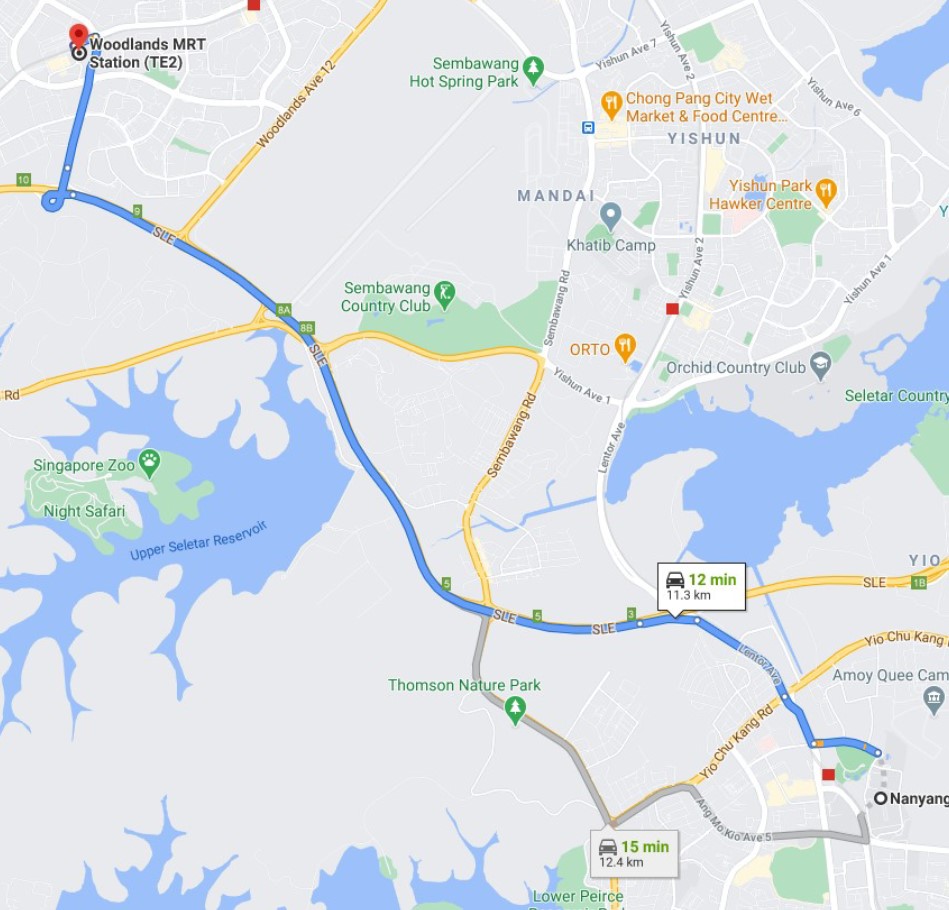 Woodlands MRT
Station (TE2)
Woodlands Ave 12
Sembawang
Hot Spring Park
Yishun Ave 7
Yishun Ave 2
Chong Pang City Wet
Market & Food Centre...
YISHUN
Yishun Ave 6
10
9
SLE
MANDAI
Khatib Camp
Yishun Park
Hawker Centre
Y
Yishun Ave 2
Yishun Ave 1
Sembawang
Country Club
Sembawang Rd
8A
8B
SLE
ORTO
Orchid Country Club
Yishun Ave 1
Rd
Seletar Country
Sembawang Rd
Lentor Ave
Singapore Zoo
Night Safari
Upper Seletar Reservoir
YIO
12 min
11.3 km
SLE
1B
5
SLE
5
SLE
3
Lentor Ave
Yio Chu Kang
Thomson Nature Park
Amoy Quee Cam
Yio Chu Kang Rd
Nanyang
Ang Mo Kio Ave 5
15 min
12.4 km
Lower Peirce